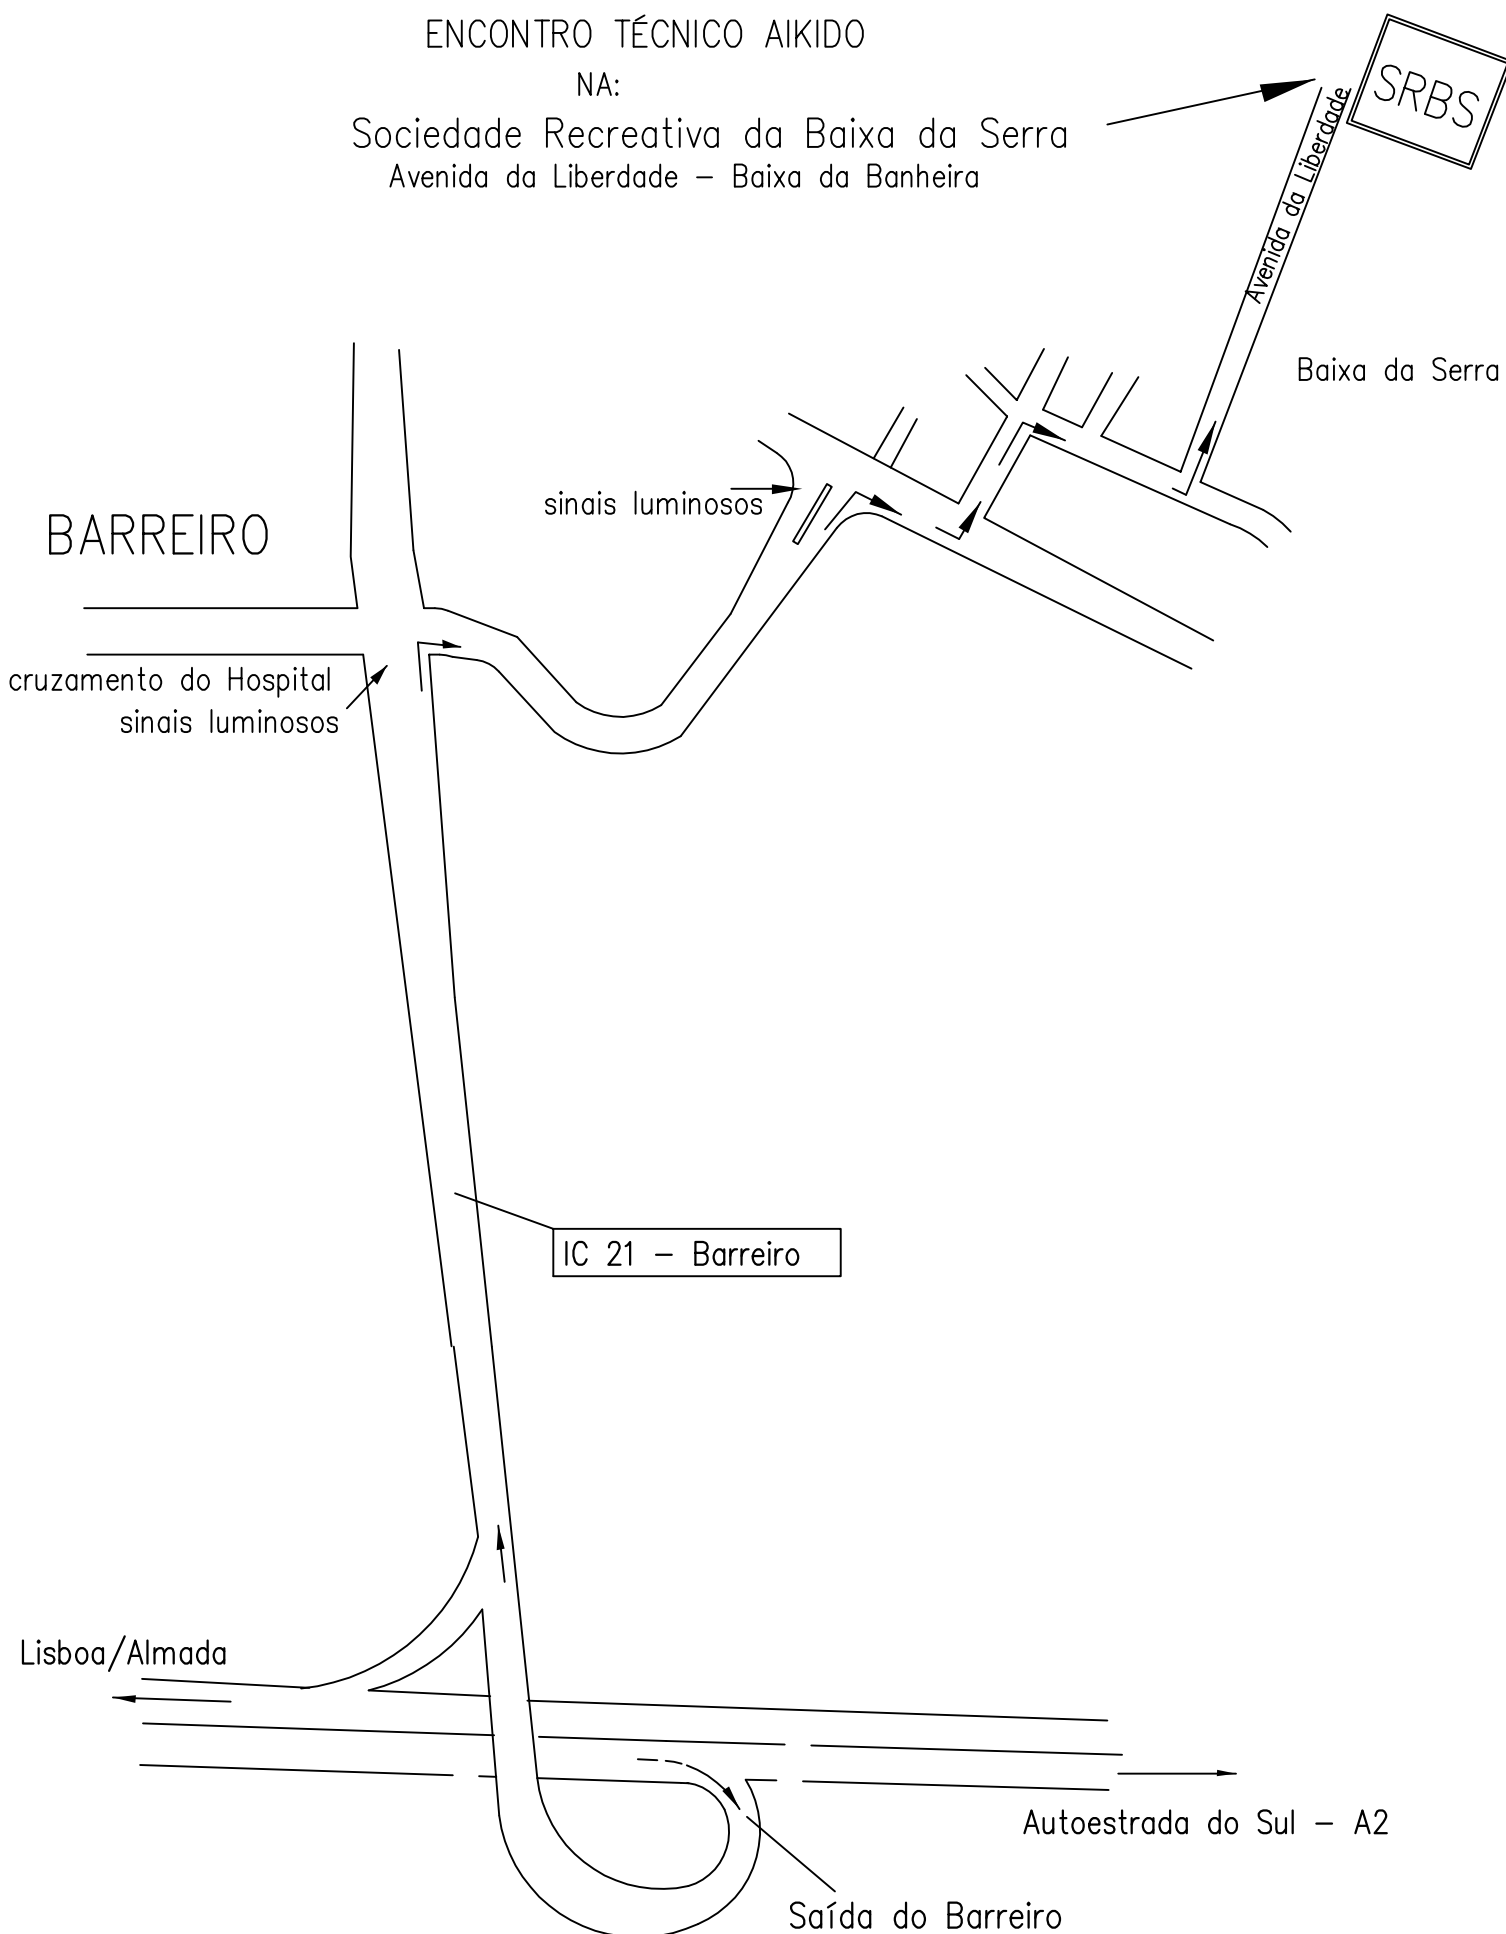 ENCONTRO TÉCNICO AIKIDO
NA:
Sociedade Recreativa da Baixa da Serra
Avenida da Liberdade – Baixa da Banheira
SRBS
Avenida da Liberdade
Baixa da Serra
sinais luminosos
BARREIRO
cruzamento do Hospital
sinais luminosos
IC 21 – Barreiro
Lisboa/Almada
Autoestrada do Sul – A2
Saída do Barreiro